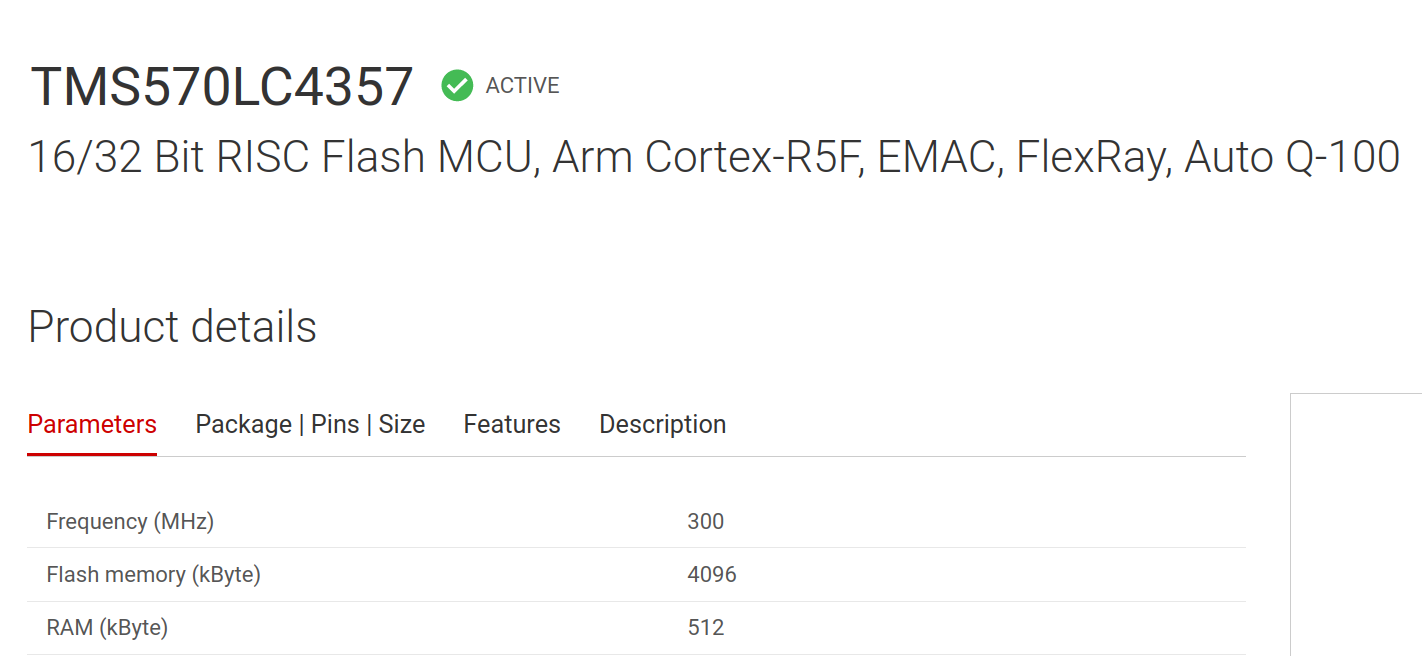 TMS570LC4357 ACTIVE
16/32 Bit RISC Flash MCU, Arm Cortex-R5F, EMAC, FlexRay, Auto Q-100
Product details
Parameters Package | Pins | Size Features Description
Frequency (MHz) 300
Flash memory (kByte) 4096
RAM (kByte) 512